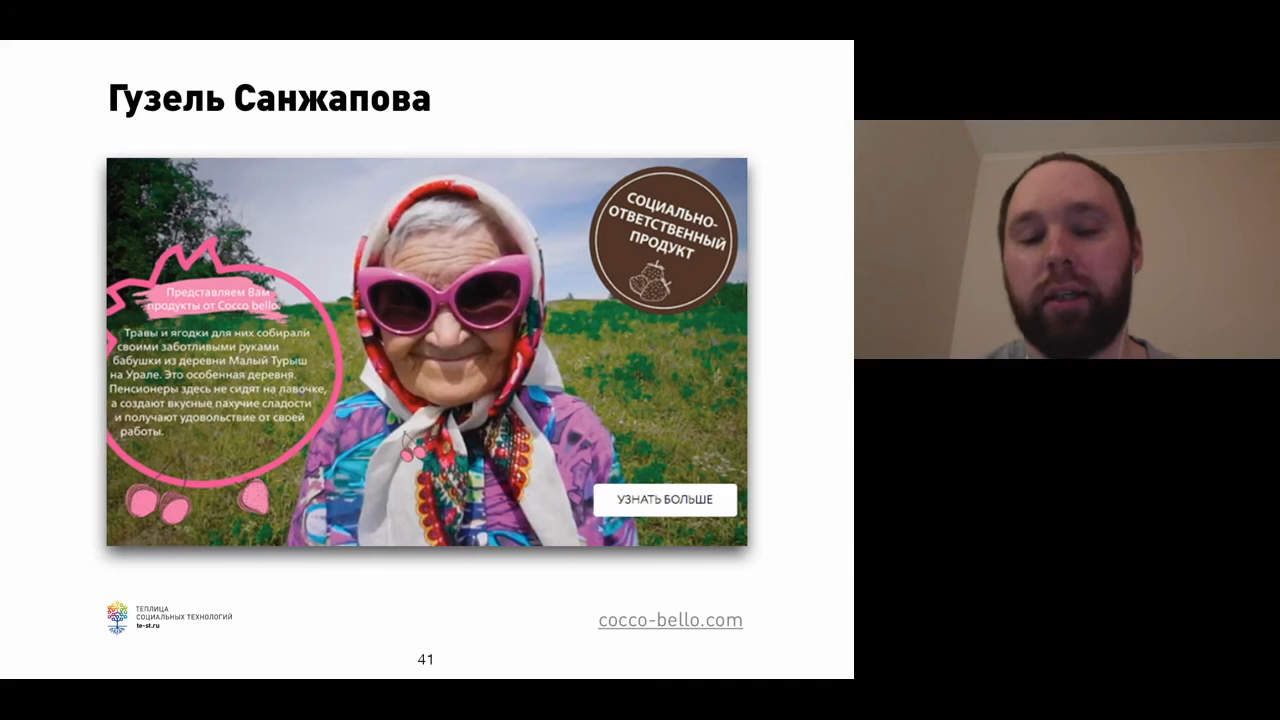 Гузель Санжапова
СОЦИАЛЬНО-
ОТВЕТСТВЕННЫЙ
ПРОДУКТ
Представляем Вам
продукты от Cocco bello.
Травы и ягодки для них собирали
своими заботливыми руками
бабушки из деревни Малый Турыш
на Урале. Это особенная деревня.
Пенсионеры здесь не сидят на лавочке,
а создают вкусные пахучие сладости
и получают удовольствие от своей
работы.
УЗНАТЬ БОЛЬШЕ
ТЕПЛИЦА
СОЦИАЛЬНЫХ ТЕХНОЛОГИЙ
te-st.ru
cocco-bello.com
41